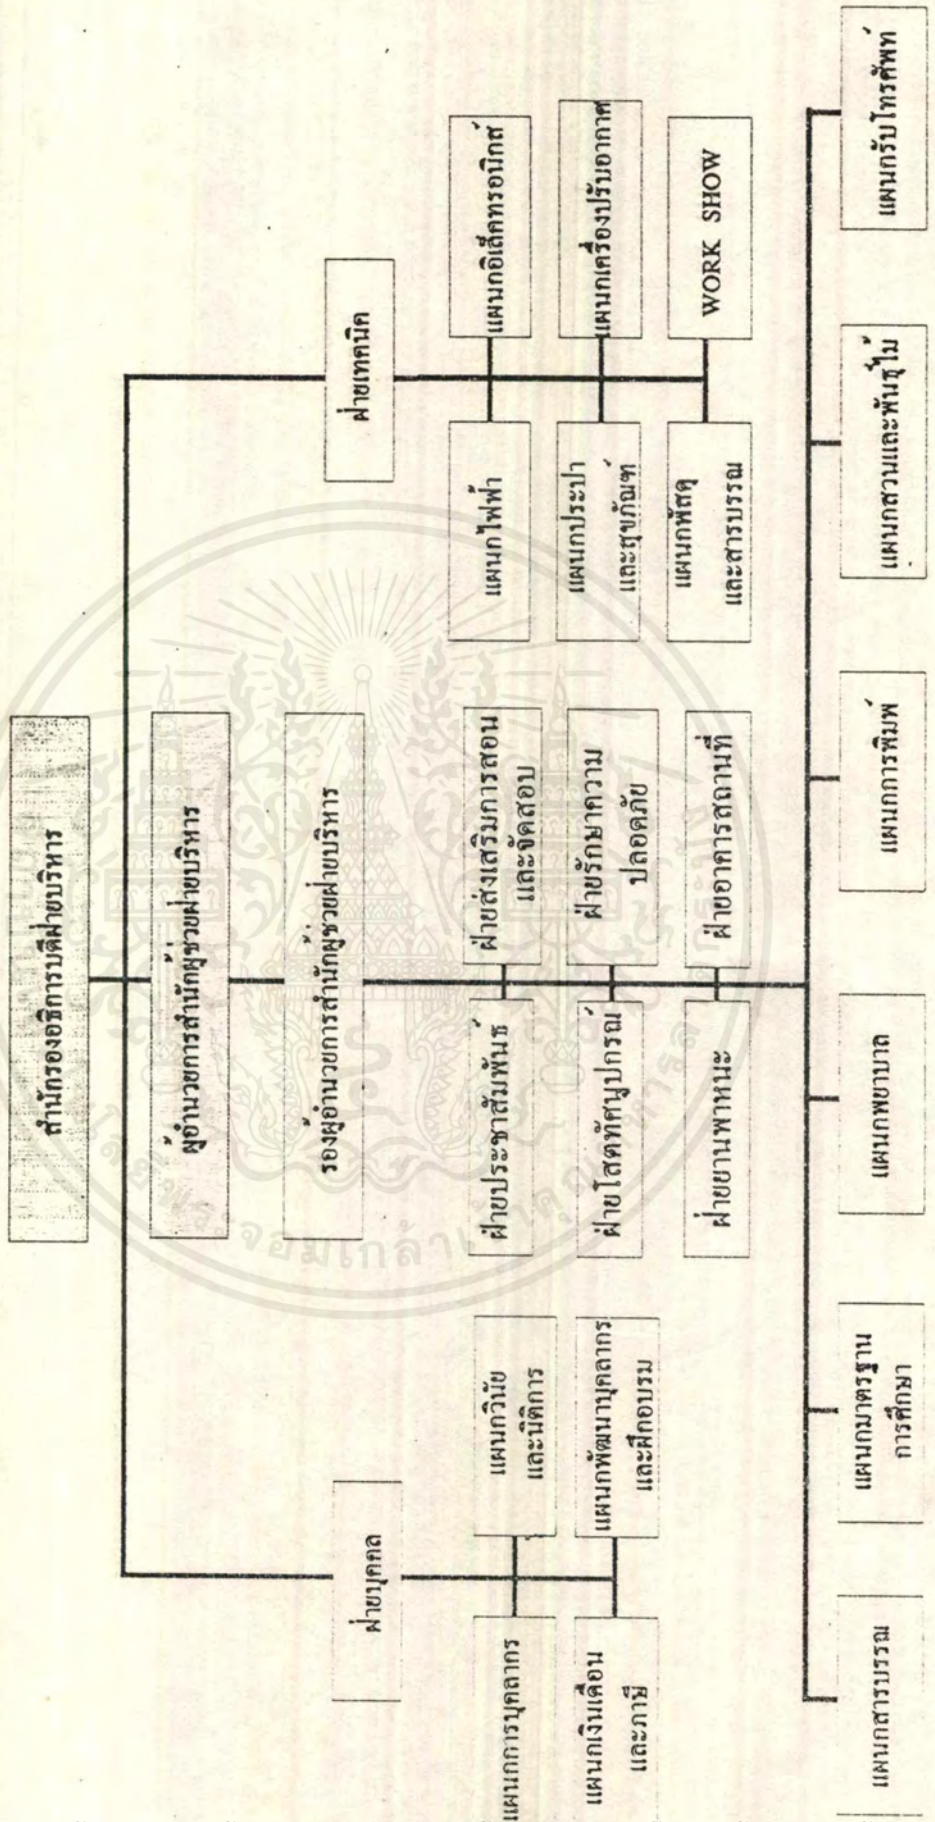 สำนักรองอธิการบดีฝ่ายบริหาร
ผู้อำนวยการสำนักผู้ช่วยฝ่ายบริหาร
รองผู้อำนวยการสำนักผู้ช่วยฝ่ายบริหาร
ฝ่ายบุคคล
แผนกการบุคลากร
แผนกวินัย
และนิติการ
แผนกเงินเดือน
และภาษี
แผนกพัฒนาบุคลากร
และฝึกอบรม
ฝ่ายประชาสัมพันธ์
ฝ่ายส่งเสริมการสอน
และจัดสอบ
ฝ่ายโสตทัศนูปกรณ์
ฝ่ายรักษาความ
ปลอดภัย
ฝ่ายยานพาหนะ
ฝ่ายอาคารสถานที่
ฝ่ายเทคนิค
แผนกไฟฟ้า
แผนกอิเล็คทรอนิกส์
แผนกประปา
และสุขภัณฑ์
แผนกเครื่องปรับอากาศ
แผนกพัสดุ
และสารบรรณ
WORK SHOW
แผนกสารบรรณ
แผนกมาตรฐาน
การศึกษา
แผนกพยาบาล
แผนกการพิมพ์
แผนกสวนและพันธุ์ไม้
แผนกรับโทรศัพท์